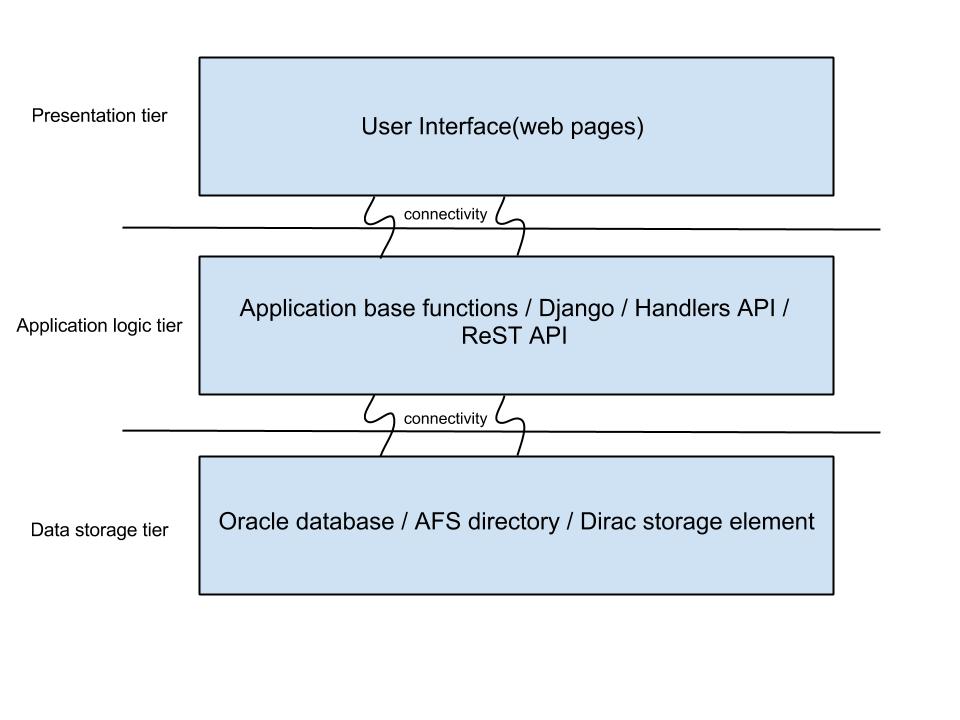 Presentation tier
User Interface(web pages)
connectivity
Application logic tier
Application base functions / Django / Handlers API /
ReST API
connectivity
Data storage tier
Oracle database / AFS directory / Dirac storage element